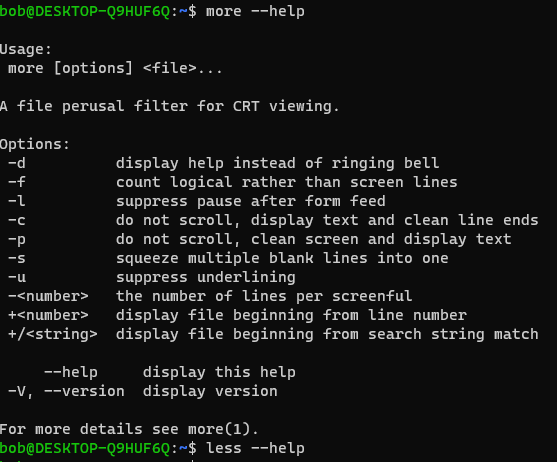 bob@DESKTOP-Q9HUF6Q:~$ more --help
Usage:
more [options] <file>...
A file perusal filter for CRT viewing.
Options:
-d display help instead of ringing bell
-f count logical rather than screen lines
-l suppress pause after form feed
-c do not scroll, display text and clean line ends
-p do not scroll, clean screen and display text
-s squeeze multiple blank lines into one
-u suppress underlining
-<number> the number of lines per screenful
+<number> display file beginning from line number
+/<string> display file beginning from search string match
--help display this help
-V, --version display version
For more details see more(1).
bob@DESKTOP-Q9HUF6Q:~$ less --help